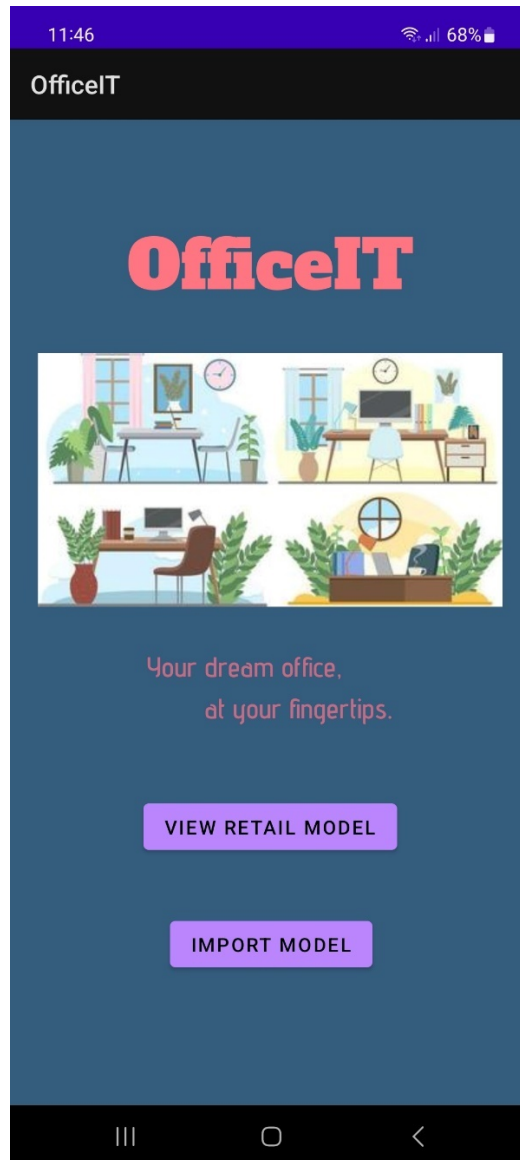 11:46
68%
OfficeIT
OfficeIT
Your dream office,
at your fingertips.
VIEW RETAIL MODEL
IMPORT MODEL